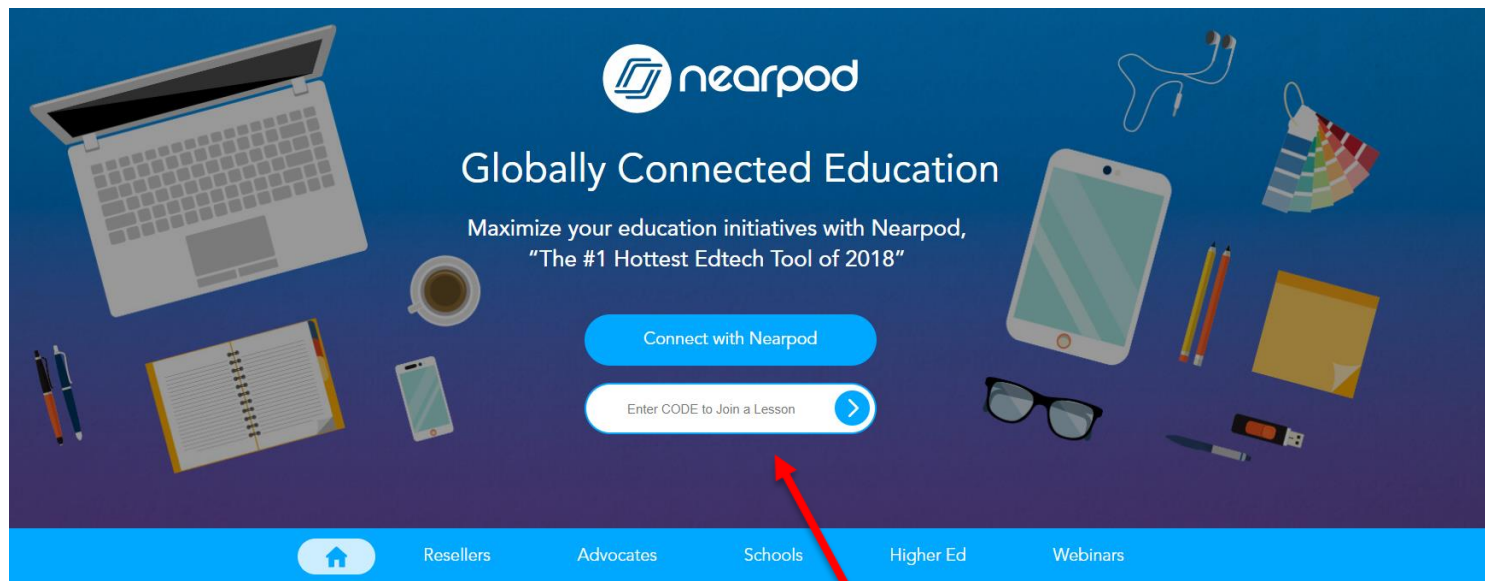 nearpod
Globally Connected Education
Maximize your education initiatives with Nearpod,
“The #1 Hottest Edtech Tool of 2018”
Connect with Nearpod
Enter CODE to Join a Lesson
Resellers Advocates Schools Higher Ed Webinars